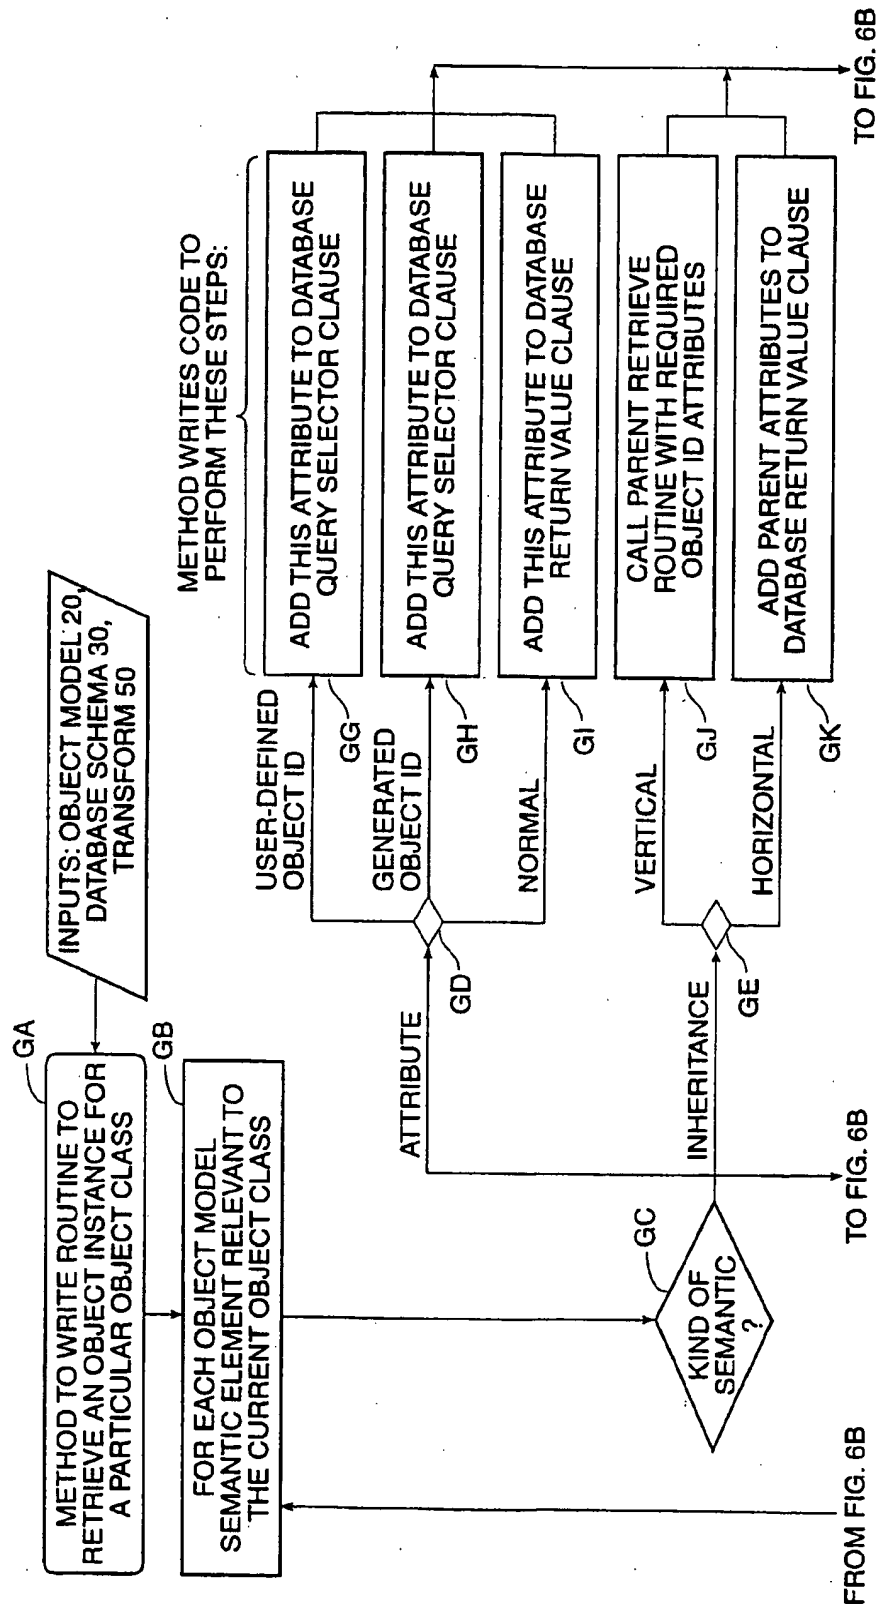 GA
METHOD TO WRITE ROUTINE TO
RETRIEVE AN OBJECT INSTANCE FOR
A PARTICULAR OBJECT CLASS
INPUTS: OBJECT MODEL 20,
DATABASE SCHEMA 30,
TRANSFORM 50
GB
FOR EACH OBJECT MODEL
SEMANTIC ELEMENT RELEVANT TO
THE CURRENT OBJECT CLASS
METHOD WRITES CODE TO
PERFORM THESE STEPS:
USER-DEFINED
OBJECT ID
GG
ADD THIS ATTRIBUTE TO DATABASE
QUERY SELECTOR CLAUSE
ATTRIBUTE
GD
GENERATED
OBJECT ID
GH
ADD THIS ATTRIBUTE TO DATABASE
QUERY SELECTOR CLAUSE
NORMAL
GI
ADD THIS ATTRIBUTE TO DATABASE
RETURN VALUE CLAUSE
GC
KIND OF
SEMANTIC
?
INHERITANCE
GE
VERTICAL
GJ
CALL PARENT RETRIEVE
ROUTINE WITH REQUIRED
OBJECT ID ATTRIBUTES
HORIZONTAL
GK
ADD PARENT ATTRIBUTES TO
DATABASE RETURN VALUE CLAUSE
FROM FIG. 6B
TO FIG. 6B
TO FIG. 6B